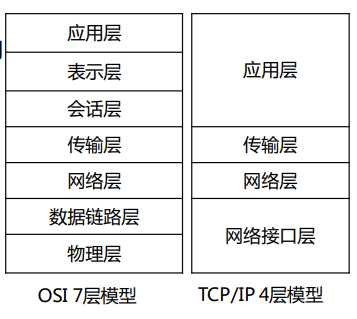 应用层
表示层
会话层
传输层
网络层
数据链路层
物理层
OSI 7层模型
应用层
传输层
网络层
网络接口层
TCP/IP 4层模型